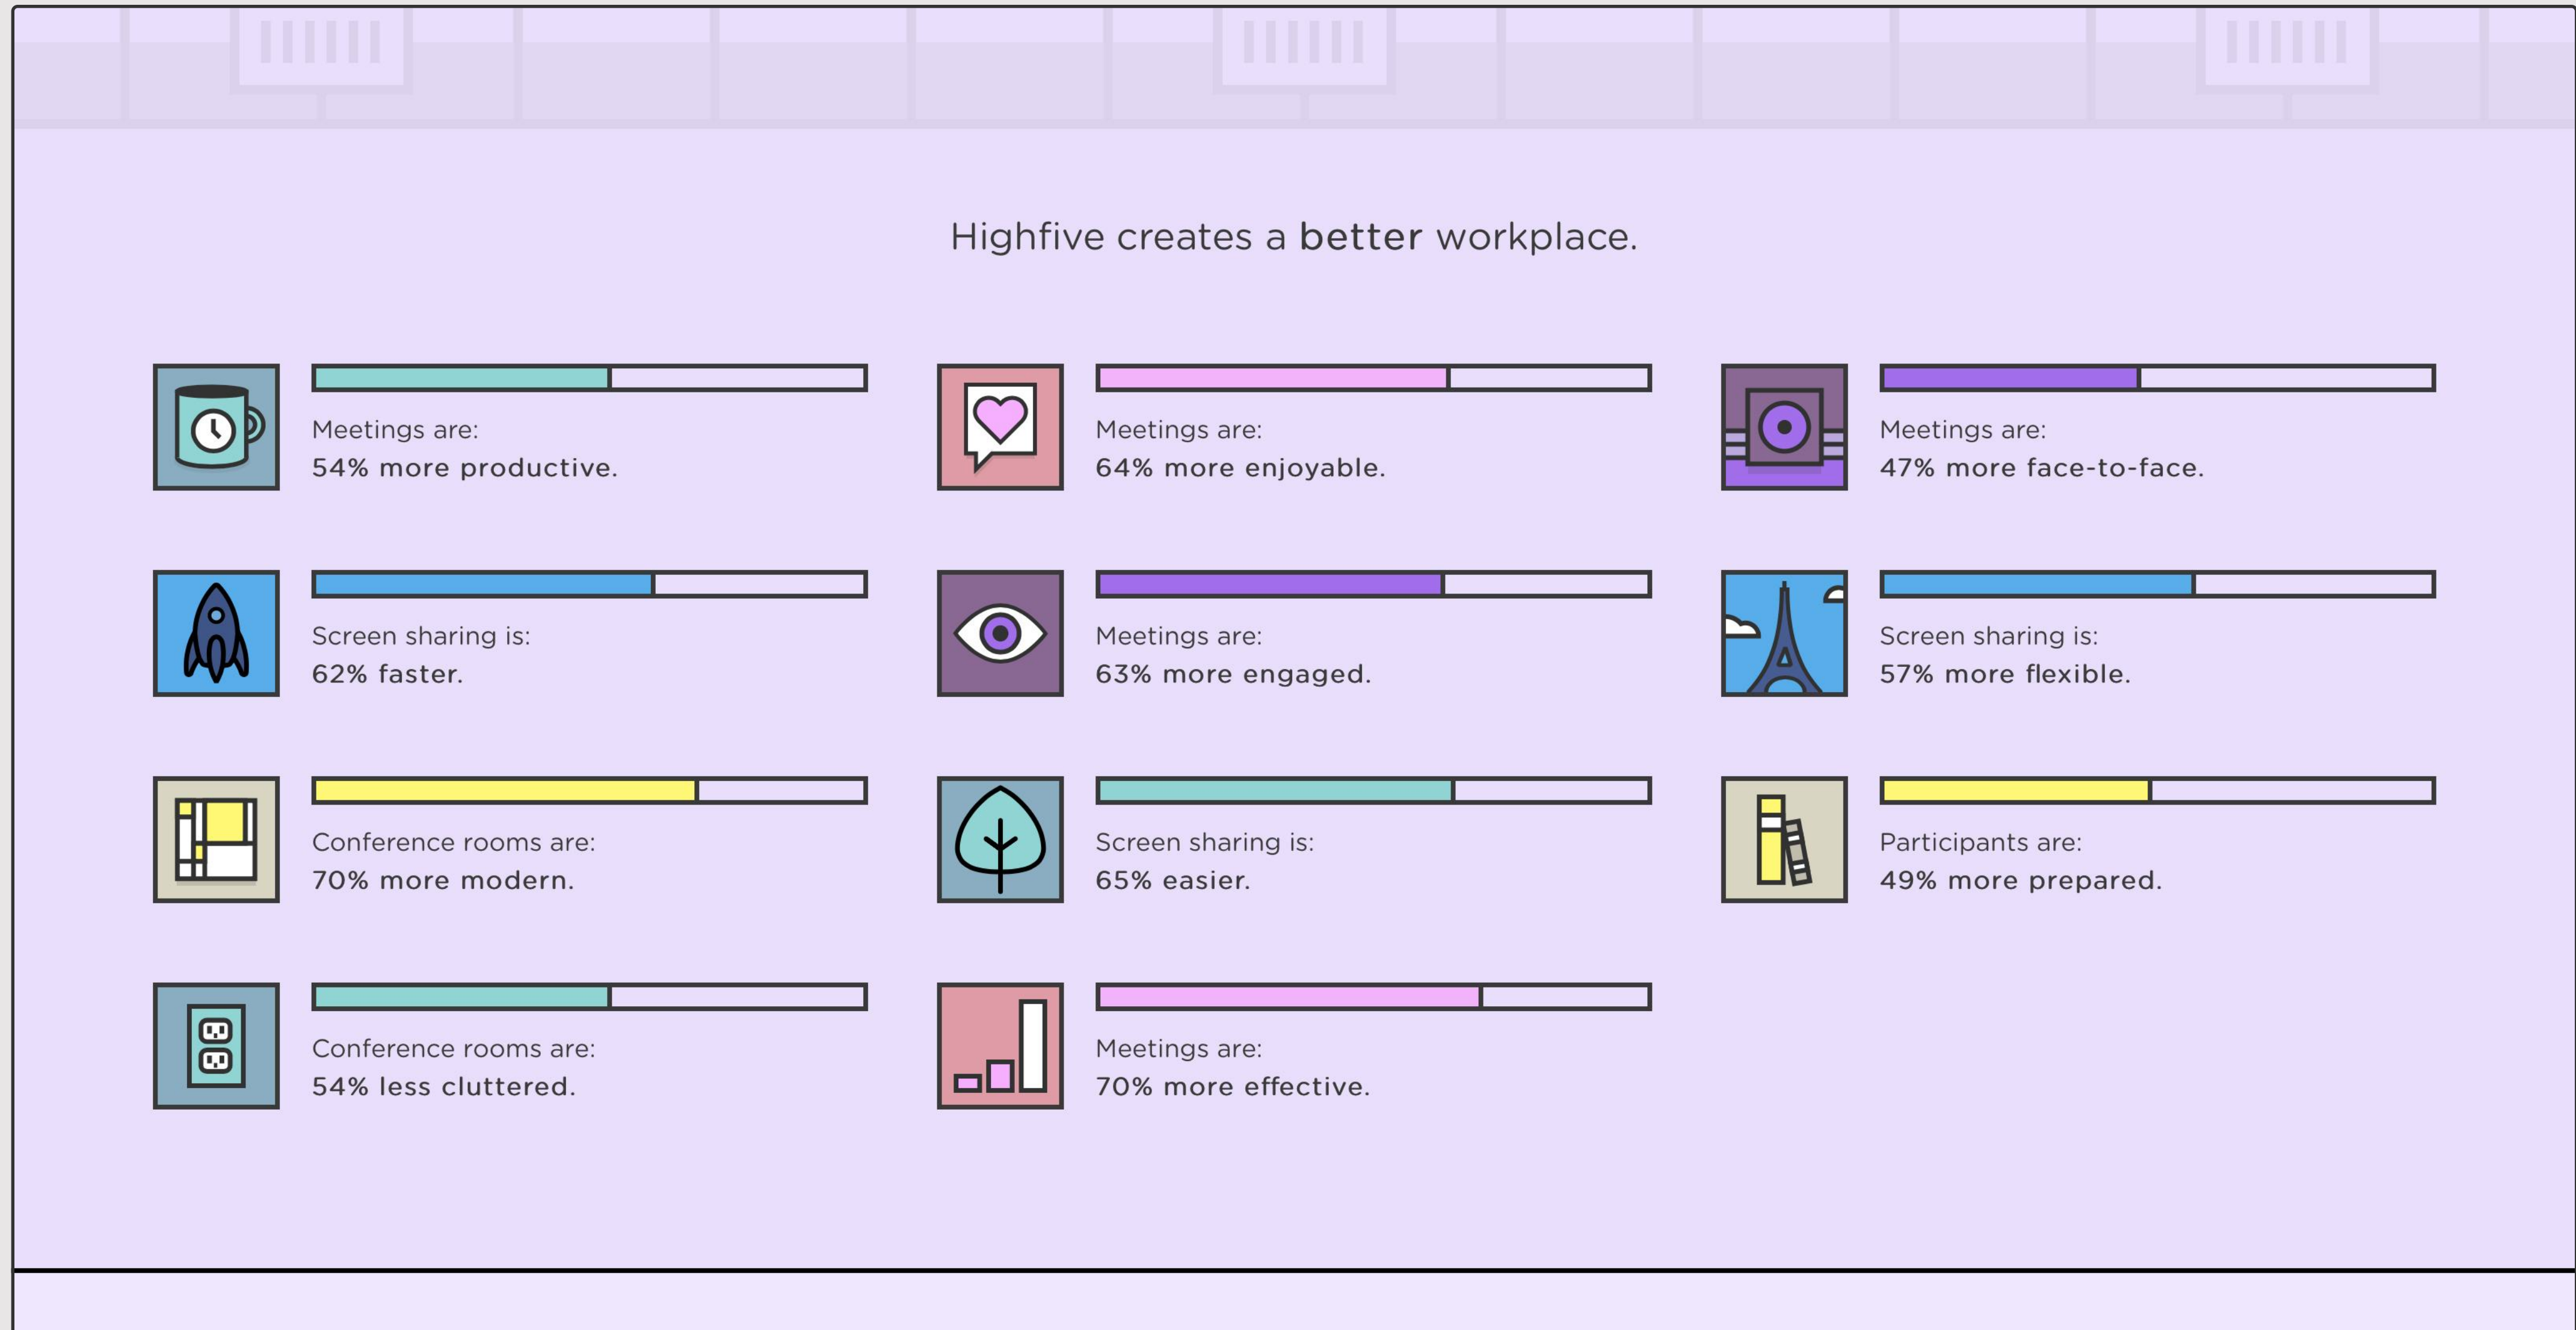 Highfive creates a better workplace.
Meetings are:
54% more productive.
Meetings are:
64% more enjoyable.
Meetings are:
47% more face-to-face.
Screen sharing is:
62% faster.
Meetings are:
63% more engaged.
Screen sharing is:
57% more flexible.
Conference rooms are:
70% more modern.
Screen sharing is:
65% easier.
Participants are:
49% more prepared.
Conference rooms are:
54% less cluttered.
Meetings are:
70% more effective.